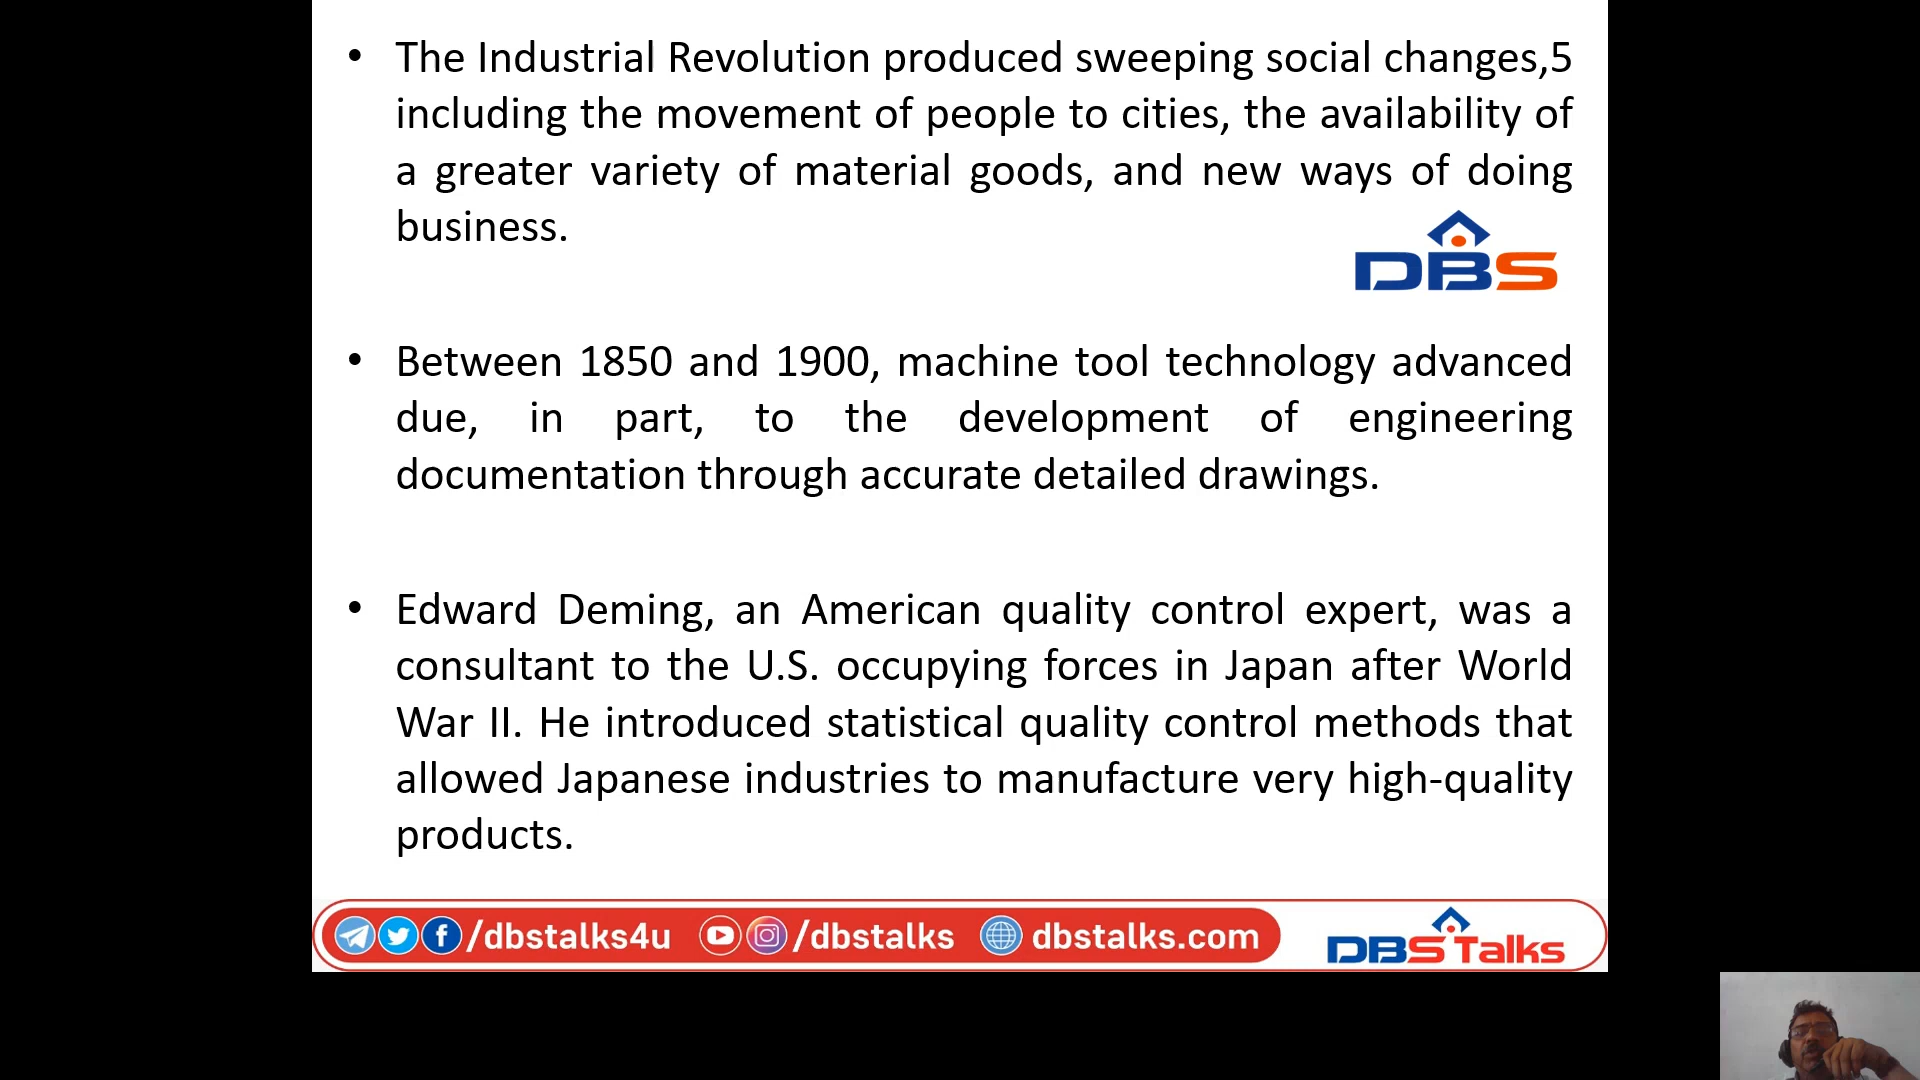 • The Industrial Revolution produced sweeping social changes,5
including the movement of people to cities, the availability of
a greater variety of material goods, and new ways of doing
business.
DBS
• Between 1850 and 1900, machine tool technology advanced
due, in part, to the development of engineering
documentation through accurate detailed drawings.
• Edward Deming, an American quality control expert, was a
consultant to the U.S. occupying forces in Japan after World
War II. He introduced statistical quality control methods that
allowed Japanese industries to manufacture very high-quality
products.
/dbstalks4u /dbstalks dbstalks.com DBS Talks